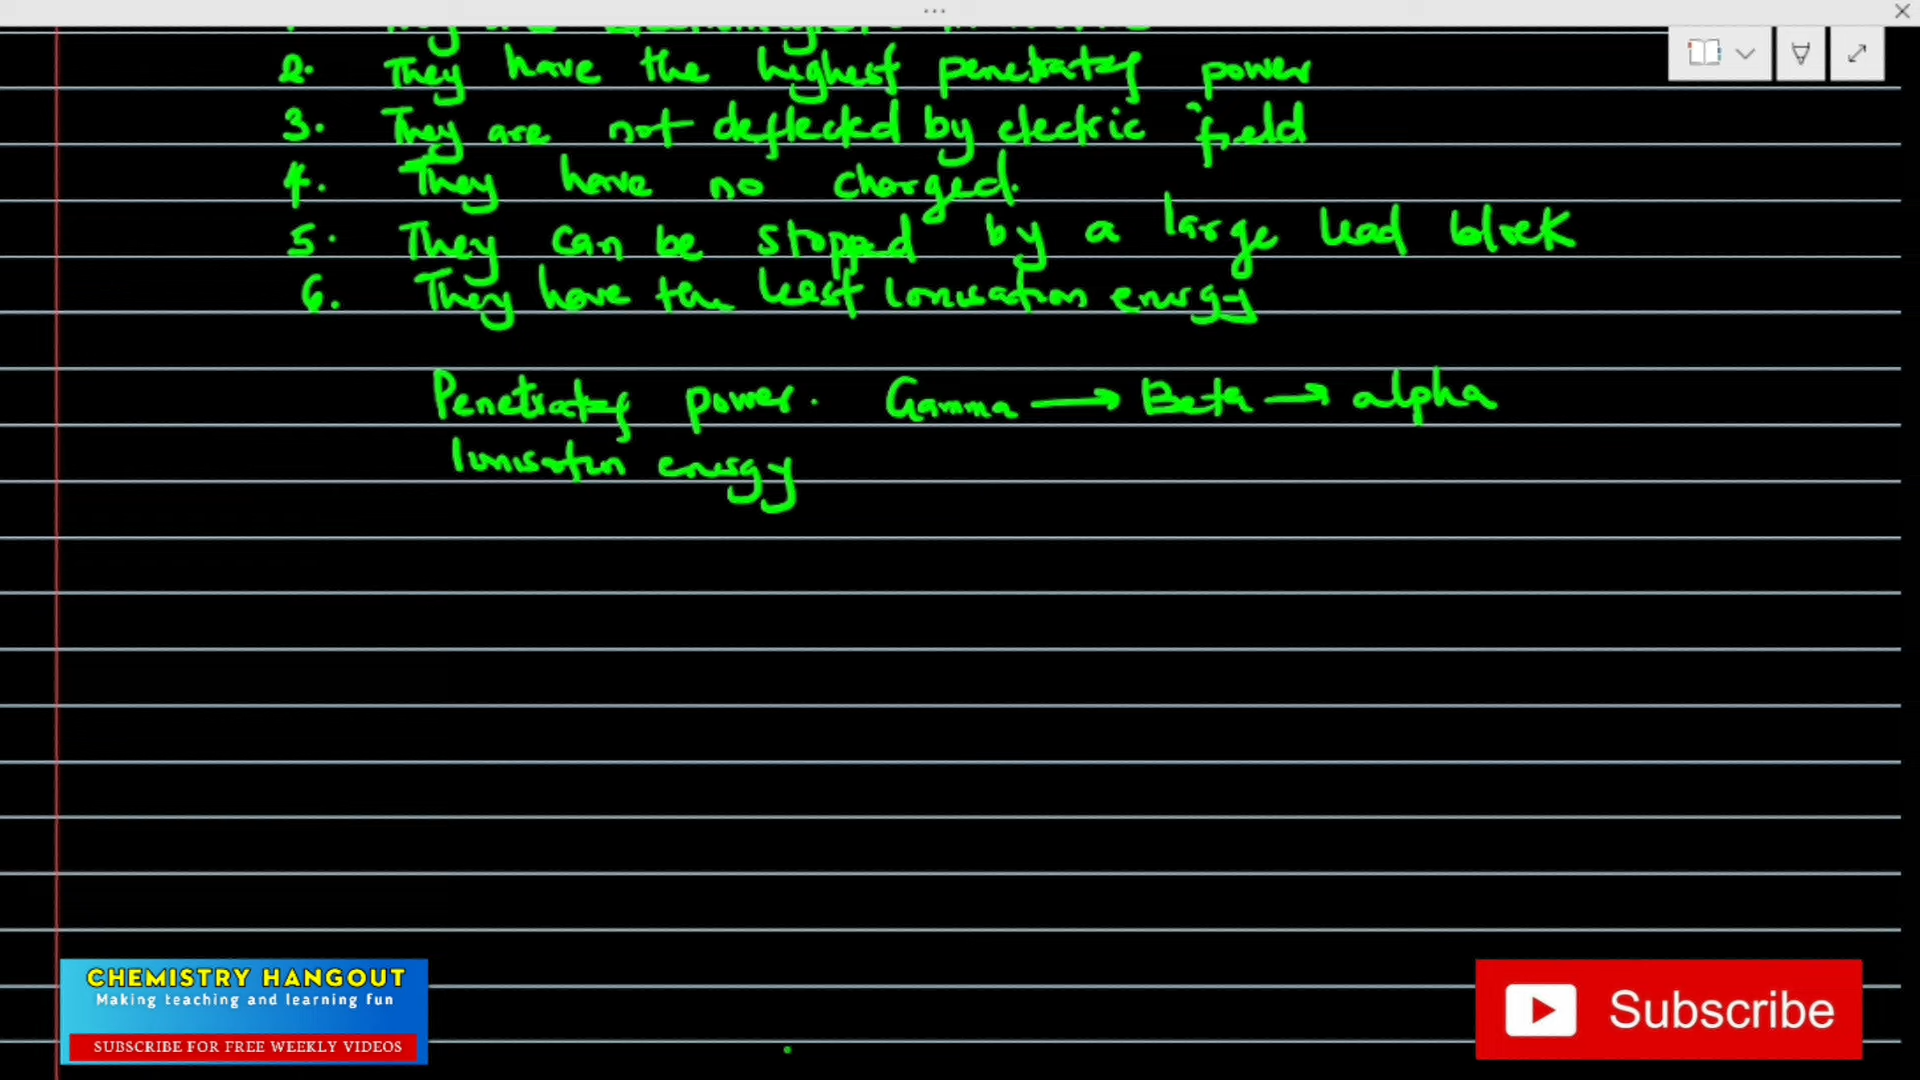 2. They have the highest penetrating power
3. They are not deflected by electric field
4. They have no charged.
5. They can be stopped by a large lead block
6. They have the least Ionisation energy
Penetrating power. Gamma → Beta → alpha
Ionisation energy
CHEMISTRY HANGOUT
Making teaching and learning fun
SUBSCRIBE FOR FREE WEEKLY VIDEOS
Subscribe